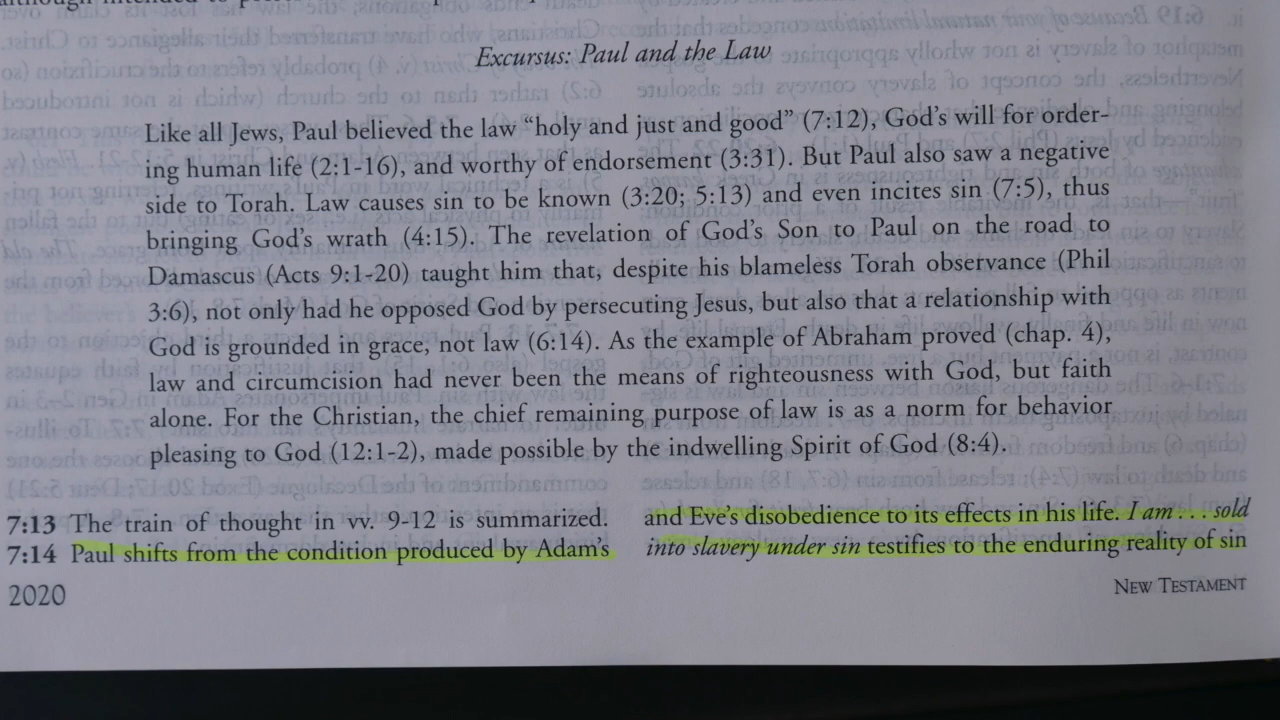 Excursus: Paul and the Law
Like all Jews, Paul believed the law “holy and just and good” (7:12), God’s will for order-
ing human life (2:1-16), and worthy of endorsement (3:31). But Paul also saw a negative
side to Torah. Law causes sin to be known (3:20; 5:13) and even incites sin (7:5), thus
bringing God’s wrath (4:15). The revelation of God’s Son to Paul on the road to
Damascus (Acts 9:1-20) taught him that, despite his blameless Torah observance (Phil
3:6), not only had he opposed God by persecuting Jesus, but also that a relationship with
God is grounded in grace, not law (6:14). As the example of Abraham proved (chap. 4),
law and circumcision had never been the means of righteousness with God, but faith
alone. For the Christian, the chief remaining purpose of law is as a norm for behavior
pleasing to God (12:1-2), made possible by the indwelling Spirit of God (8:4).
7:13 The train of thought in vv. 9-12 is summarized.
7:14 Paul shifts from the condition produced by Adam’s
and Eve’s disobedience to its effects in his life. I am . . . sold
into slavery under sin testifies to the enduring reality of sin
2020
NEW TESTAMENT